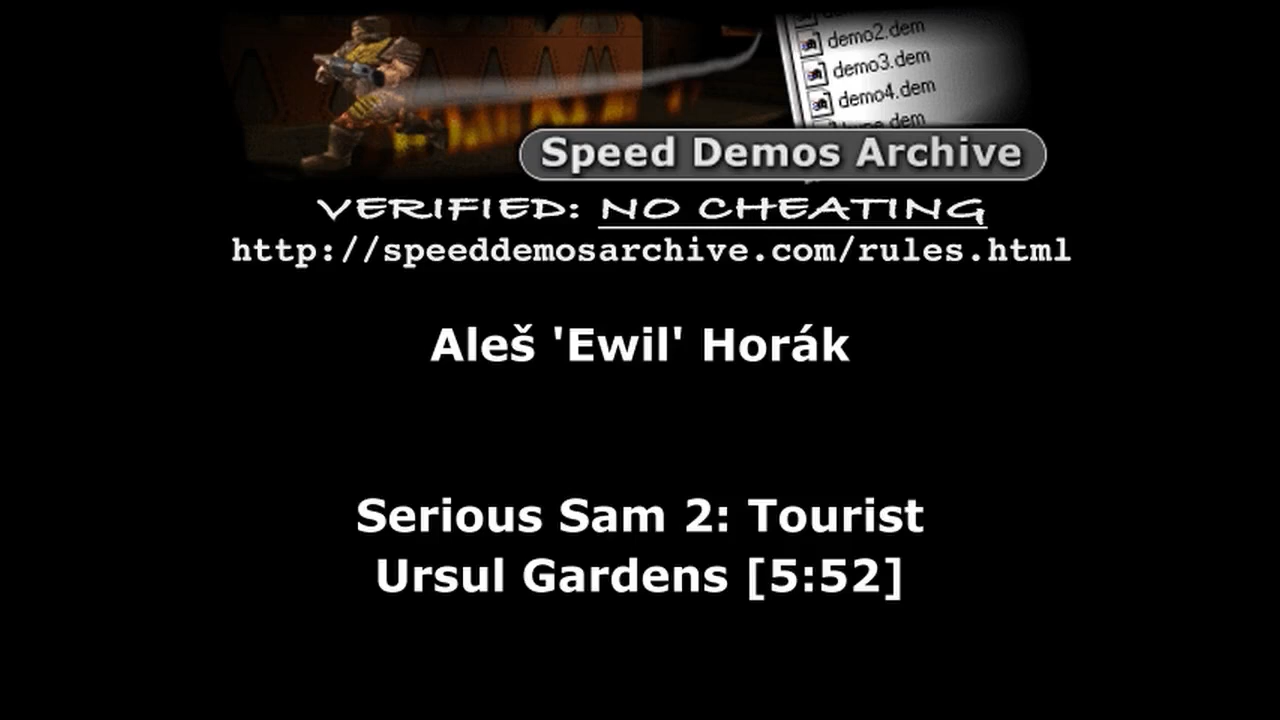 demo2.dem
demo3.dem
demo4.dem
Speed Demos Archive
VERIFIED: NO CHEATING
http://speeddemosarchive.com/rules.html
Aleš 'Ewil' Horák
Serious Sam 2: Tourist
Ursul Gardens [5:52]